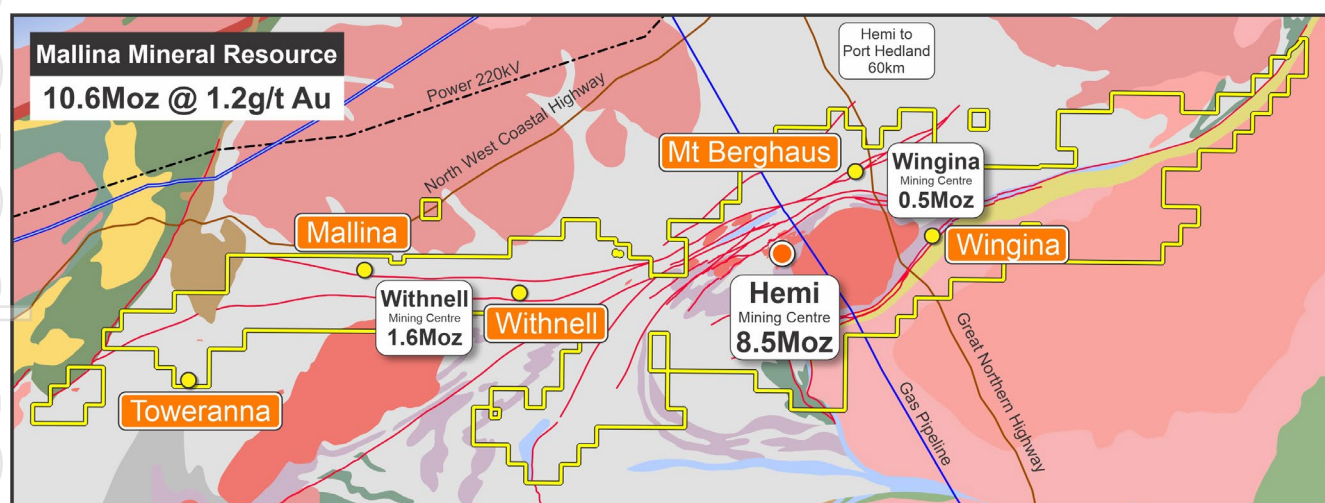 Mallina Mineral Resource
10.6Moz @ 1.2g/t Au
Power 220kV
North West Coastal Highway
Hemi to
Port Hedland
60km
Mt Berghaus
Wingina
Mining Centre
0.5Moz
Mallina
Wingina
Withnell
Mining Centre
1.6Moz
Withnell
Hemi
Mining Centre
8.5Moz
Toweranna
Gas Pipeline
Great Northern Highway